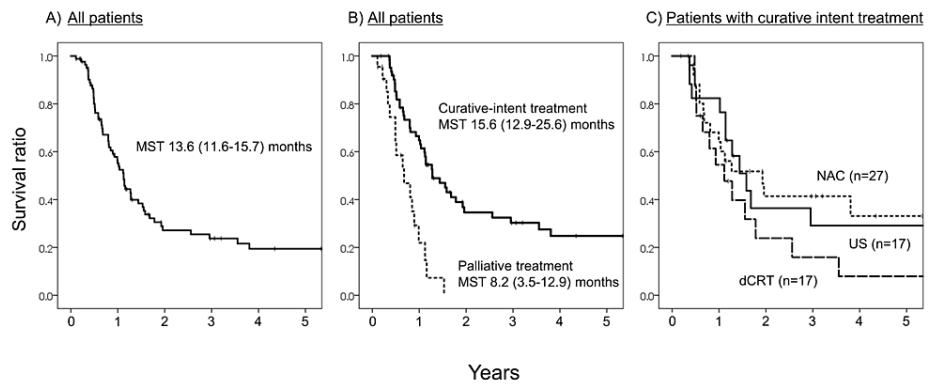 A) All patients
B) All patients
C) Patients with curative intent treatment
Survival ratio
1.0
0.8
0.6
0.4
0.2
0.0
MST 13.6 (11.6-15.7) months
0 1 2 3 4 5
1.0
0.8
0.6
0.4
0.2
0.0
Curative-intent treatment
MST 15.6 (12.9-25.6) months
Palliative treatment
MST 8.2 (3.5-12.9) months
0 1 2 3 4 5
1.0
0.8
0.6
0.4
0.2
0.0
NAC (n=27)
US (n=17)
dCRT (n=17)
0 1 2 3 4 5
Years